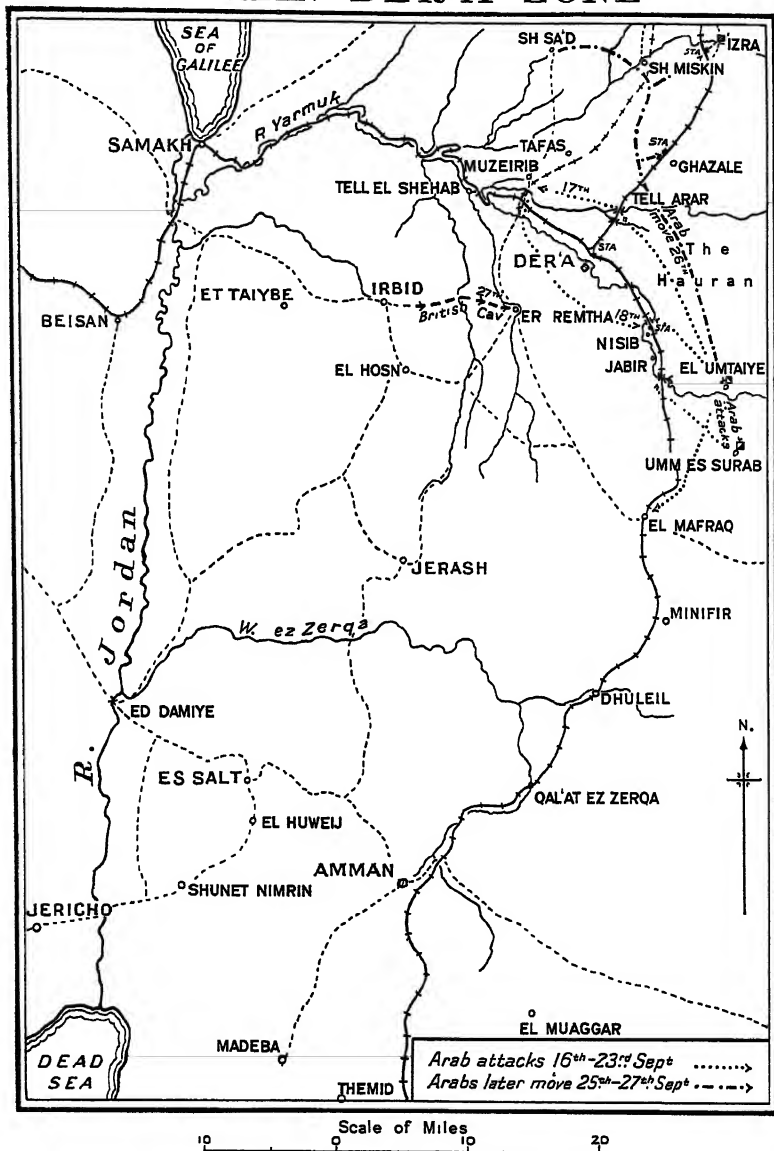 SEA
OF
GALILEE
SH SA'D
STA
IZRA
SH MISKIN
R Yarmuk
SAMAKH
TAFAS
MUZEIRIB
STA
GHAZALE
TELL EL SHEHAB
17TH
TELL ARAR
Arab
move 26TH
STA
The
Hauran
DER'A
ET TAIYBE
IRBID
27TH
British Cav
ER REMTHA
18TH
STA
BEISAN
NISIB
JABIR
EL UMTAIYE
EL HOSN
Arab
attacks
UMM ES SURAB
EL MAFRAQ
R. Jordan
JERASH
MINIFIR
W. ez Zerqa
ED DAMIYE
DHULEIL
N.
ES SALT
QAL'AT EZ ZERQA
EL HUWEIJ
AMMAN
SHUNET NIMRIN
JERICHO
EL MUAGGAR
MADEBA
DEAD
SEA
THEMID
Arab attacks 16th-23rd Sept
Arabs later move 25th-27th Sept
Scale of Miles
10 0 10 20